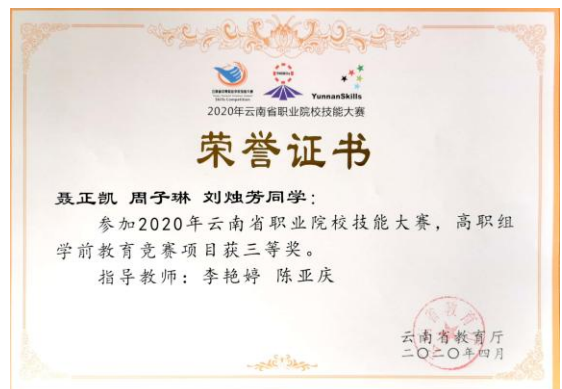 YunnanSkills
2020年云南省职业院校技能大赛
荣誉证书
聂正凯 周子琳 刘烛芳同学：
参加2020年云南省职业院校技能大赛，高职组
学前教育竞赛项目获三等奖。
指导教师：李艳婷 陈亚庆
云南省教育厅
二〇二〇年四月